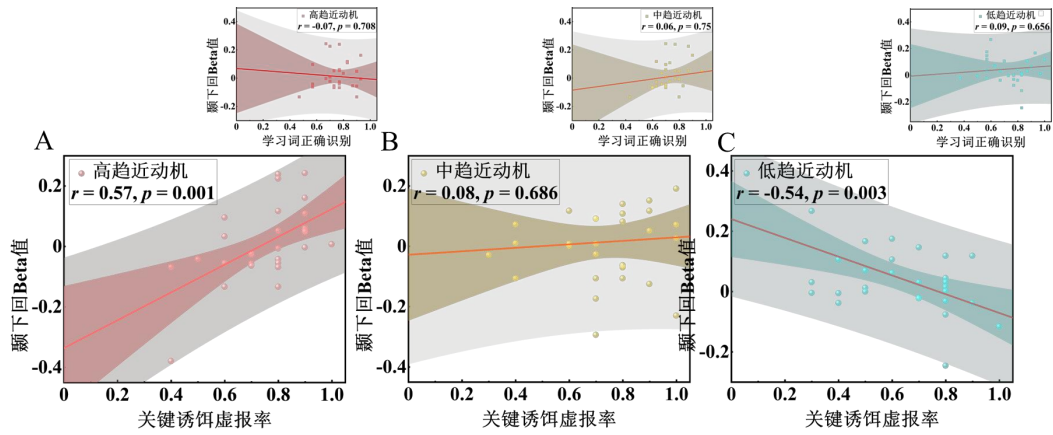 高趋近动机
r = -0.07, p = 0.708
0.4
0.2
0
-0.2
颞下回Beta值
0 0.2 0.4 0.6 0.8 1.0
学习词正确识别
中趋近动机
r = 0.06, p = 0.75
0.4
0.2
0
-0.2
颞下回Beta值
0 0.2 0.4 0.6 0.8 1.0
学习词正确识别
低趋近动机
r = 0.09, p = 0.656
0.4
0.2
0
-0.2
颞下回Beta值
0 0.2 0.4 0.6 0.8 1.0
学习词正确识别
A
高趋近动机
r = 0.57, p = 0.001
0.2
0
-0.2
-0.4
颞下回Beta值
0 0.2 0.4 0.6 0.8 1.0
关键诱饵虚报率
B
中趋近动机
r = 0.08, p = 0.686
0.2
0
-0.2
-0.4
颞下回Beta值
0 0.2 0.4 0.6 0.8 1.0
关键诱饵虚报率
C
低趋近动机
r = -0.54, p = 0.003
0.4
0.2
0
-0.2
颞下回Beta值
0 0.2 0.4 0.6 0.8 1.0
关键诱饵虚报率